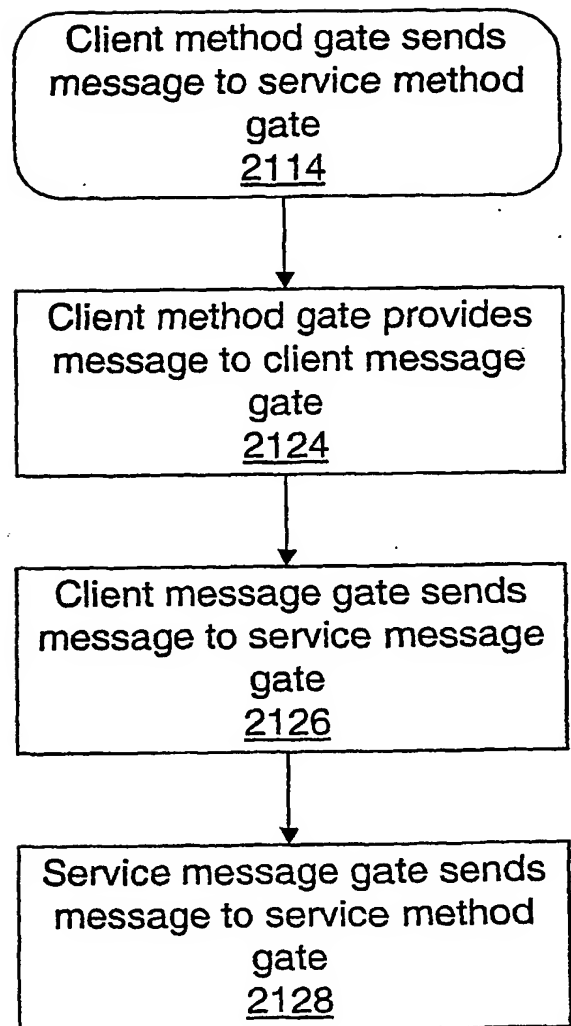 Client method gate sends
message to service method
gate
2114
Client method gate provides
message to client message
gate
2124
Client message gate sends
message to service message
gate
2126
Service message gate sends
message to service method
gate
2128